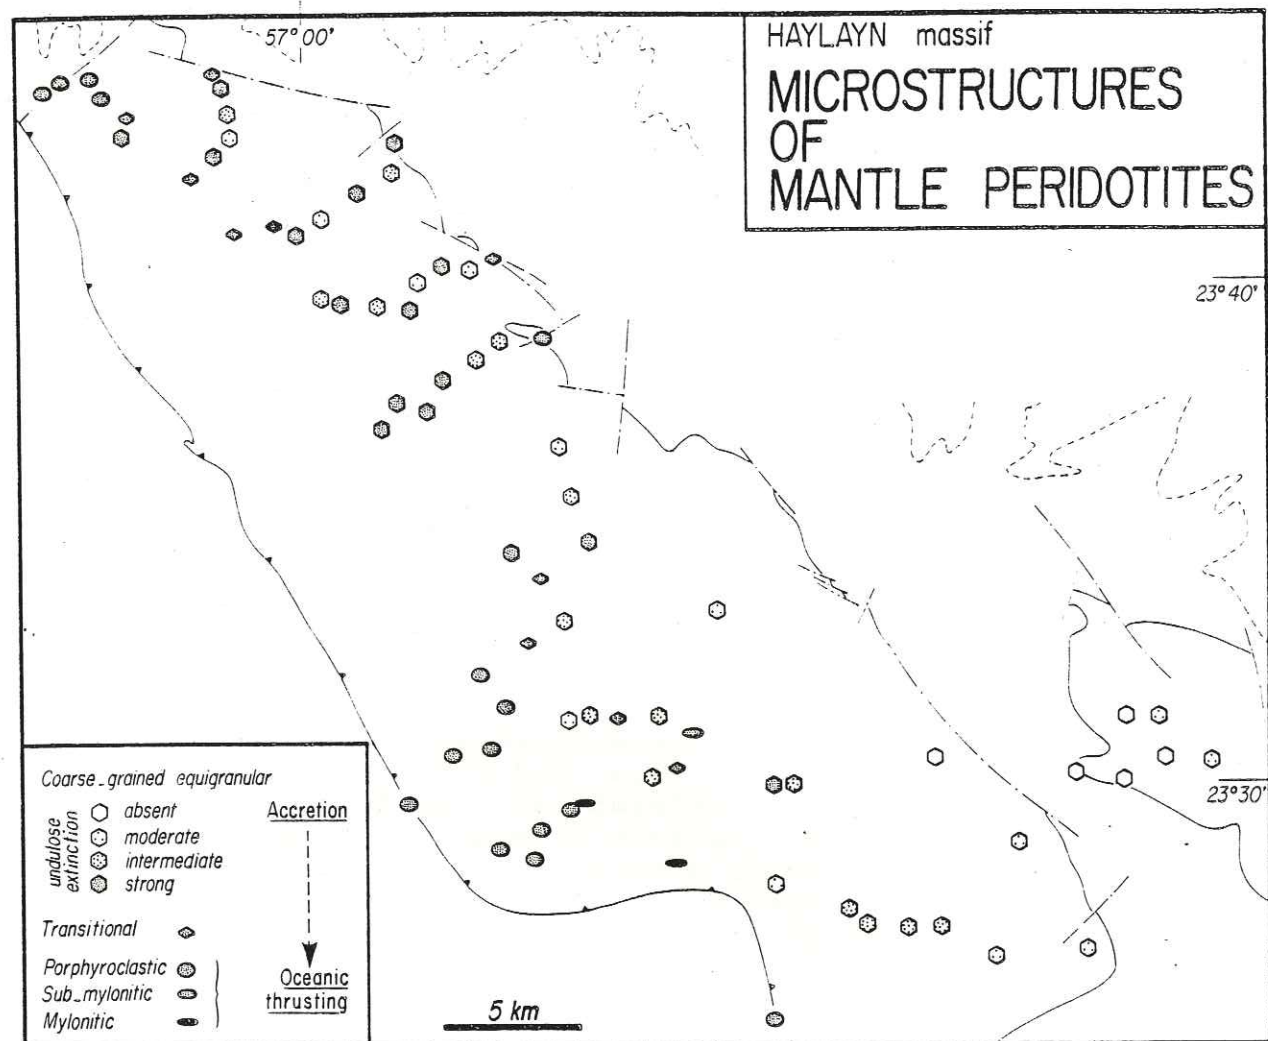 57°00'
HAYLAYN massif
MICROSTRUCTURES
OF
MANTLE PERIDOTITES
23°40'
23°30'
Coarse_grained equigranular
undulose
extinction
absent
moderate
intermediate
strong
Accretion
Transitional
Porphyroclastic
Sub_mylonitic
Mylonitic
Oceanic
thrusting
5 km